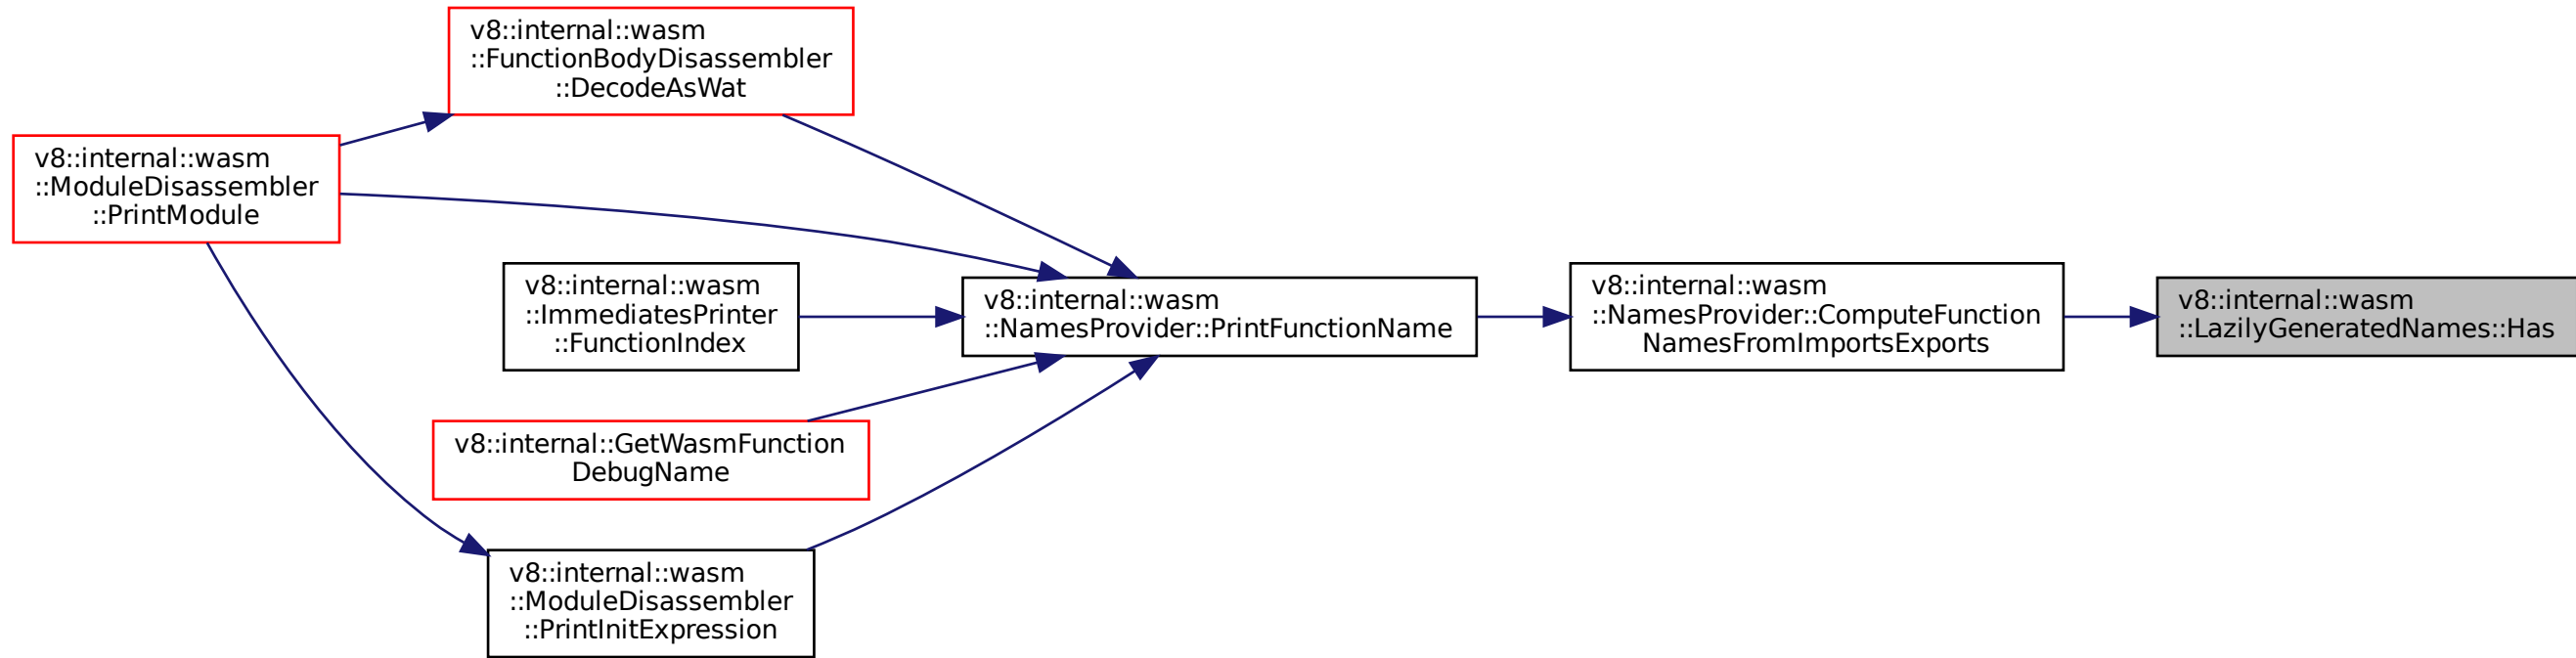 v8::internal::wasm
::FunctionBodyDisassembler
::DecodeAsWat
v8::internal::wasm
::ModuleDisassembler
::PrintModule
v8::internal::wasm
::ImmediatesPrinter
::FunctionIndex
v8::internal::wasm
::NamesProvider::PrintFunctionName
v8::internal::wasm
::NamesProvider::ComputeFunction
NamesFromImportsExports
v8::internal::wasm
::LazilyGeneratedNames::Has
v8::internal::GetWasmFunction
DebugName
v8::internal::wasm
::ModuleDisassembler
::PrintInitExpression